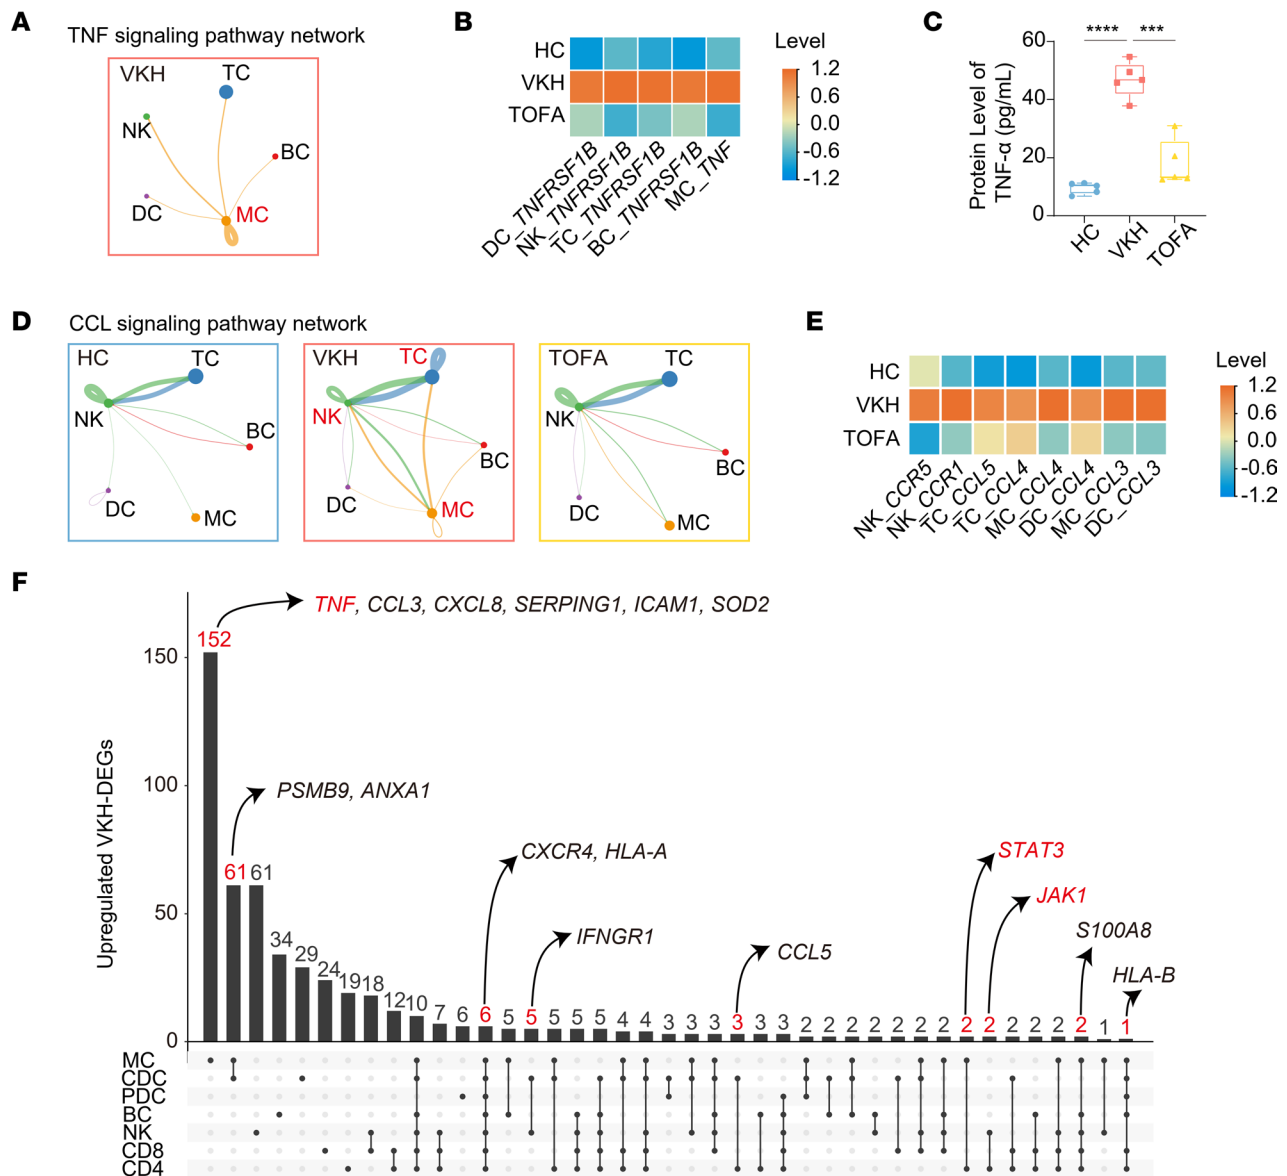 A
TNF signaling pathway network
VKH
TC
NK
BC
DC
MC
B
HC
VKH
TOFA
DC_TNFRSF1B
NK_TNFRSF1B
TC_TNFRSF1B
BC_TNFRSF1B
MC_TNF
Level
1.2
0.6
0.0
-0.6
-1.2
C
Protein Level of
TNF-α (pg/mL)
60
40
20
0
**** ***
HC
VKH
TOFA
D
CCL signaling pathway network
HC
TC
NK
BC
DC
MC
VKH
TC
NK
BC
DC
MC
TOFA
TC
NK
BC
DC
MC
E
HC
VKH
TOFA
NK_CCR5
NK_CCR1
TC_CCL5
TC_CCL4
MC_CCL4
DC_CCL4
MC_CCL3
DC_CCL3
Level
1.2
0.6
0.0
-0.6
-1.2
F
Upregulated VKH-DEGs
150
100
50
0
TNF, CCL3, CXCL8, SERPING1, ICAM1, SOD2
PSMB9, ANXA1
CXCR4, HLA-A
IFNGR1
CCL5
STAT3
JAK1
S100A8
HLA-B
152 61 61 34 29 24 19 18 12 10 7 6 6 5 5 5 5 5 4 4 3 3 3 3 3 3 2 2 2 2 2 2 2 2 2 2 2 2 2 1 1
MC
CDC
PDC
BC
NK
CD8
CD4